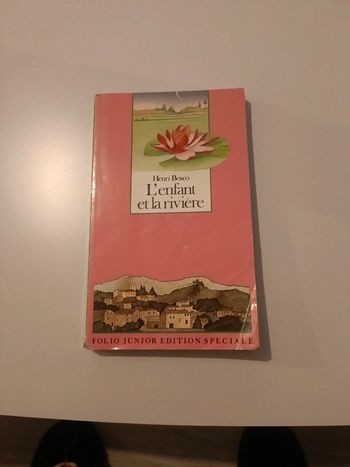 Henri Bosco
L'enfant
et la rivière
FOLIO JUNIOR EDITION SPECIALE